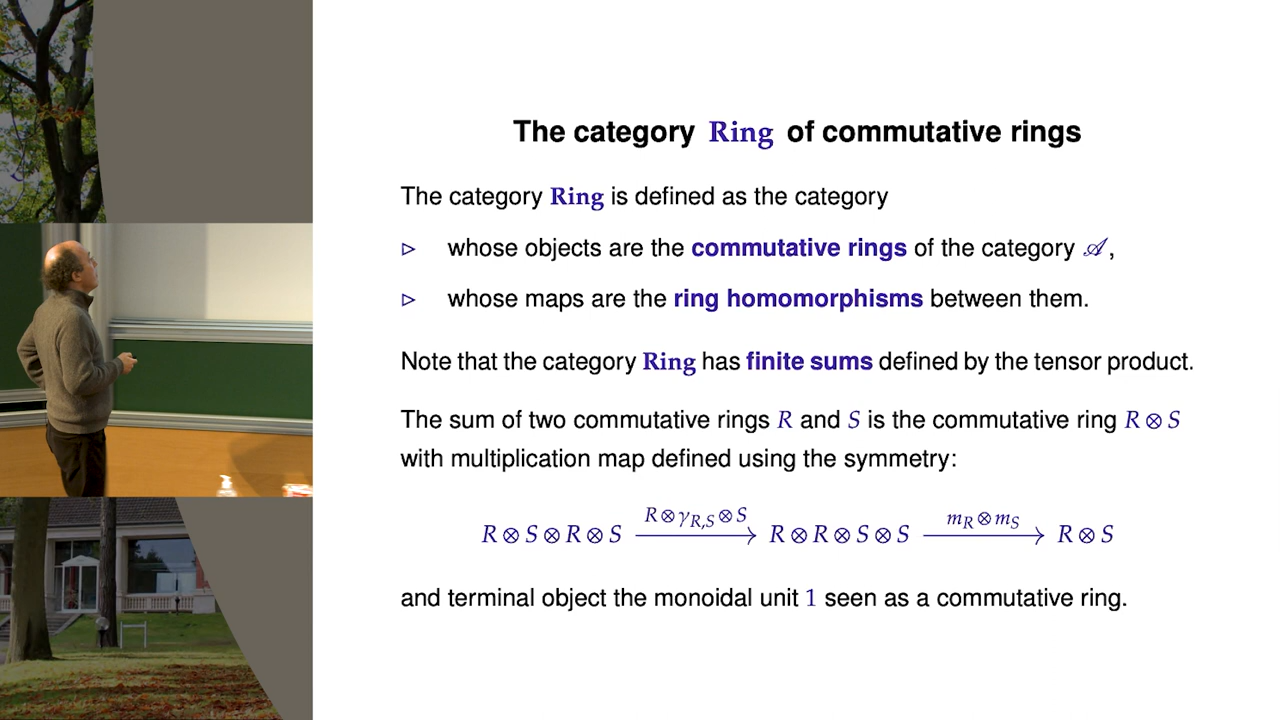 The category Ring of commutative rings
The category Ring is defined as the category
▷ whose objects are the commutative rings of the category 𝒜,
▷ whose maps are the ring homomorphisms between them.
Note that the category Ring has finite sums defined by the tensor product.
The sum of two commutative rings R and S is the commutative ring R ⊗ S
with multiplication map defined using the symmetry:
R ⊗ S ⊗ R ⊗ S —R⊗γ_{R,S}⊗S→ R ⊗ R ⊗ S ⊗ S —m_R⊗m_S→ R ⊗ S
and terminal object the monoidal unit 1 seen as a commutative ring.